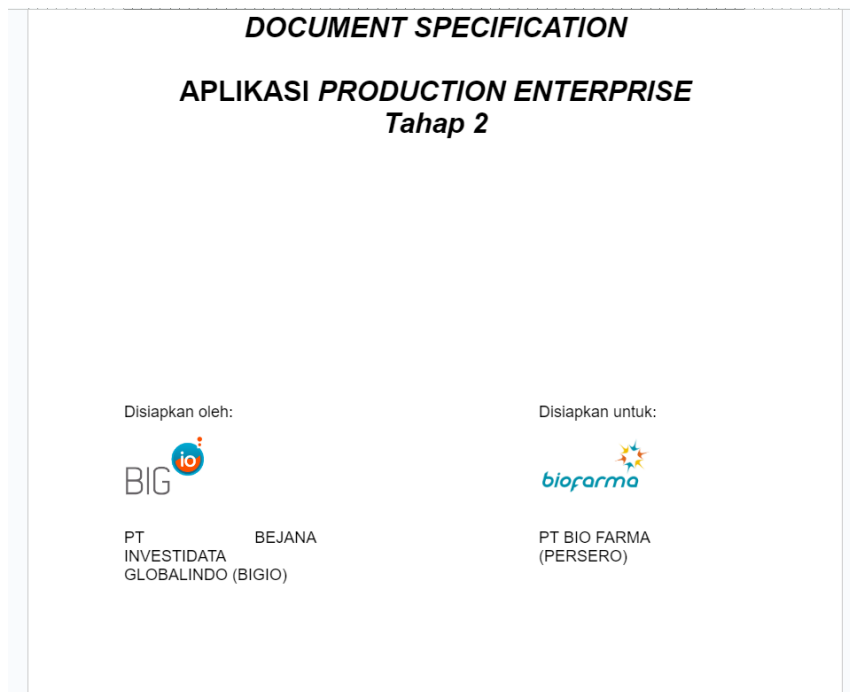 DOCUMENT SPECIFICATION
APLIKASI PRODUCTION ENTERPRISE
Tahap 2
Disiapkan oleh:
Disiapkan untuk:
BIG io
biofarma
PT BEJANA
INVESTIDATA
GLOBALINDO (BIGIO)
PT BIO FARMA
(PERSERO)